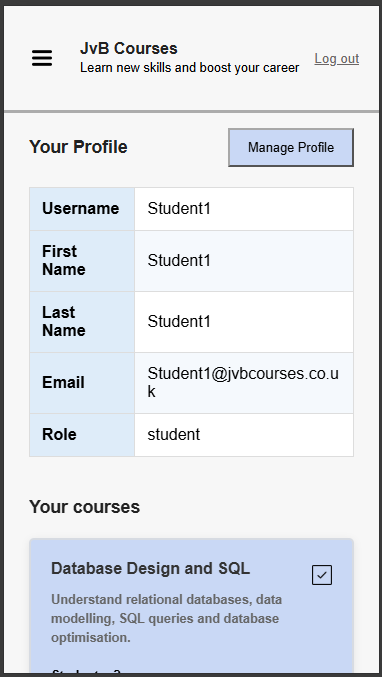 JvB Courses
Learn new skills and boost your career
Log out
Your Profile
Manage Profile
Username
Student1
First
Name
Student1
Last
Name
Student1
Email
Student1@jvbcourses.co.u
k
Role
student
Your courses
Database Design and SQL
Understand relational databases, data
modelling, SQL queries and database
optimisation.